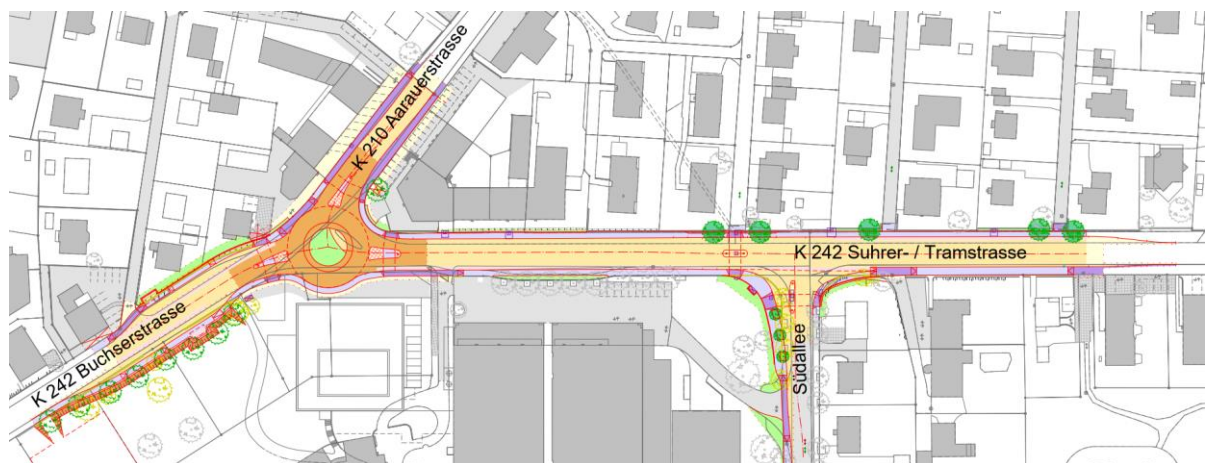 K 210 Aarauerstrasse
K 242 Suhrer- / Tramstrasse
K 242 Buchserstrasse
Südallee